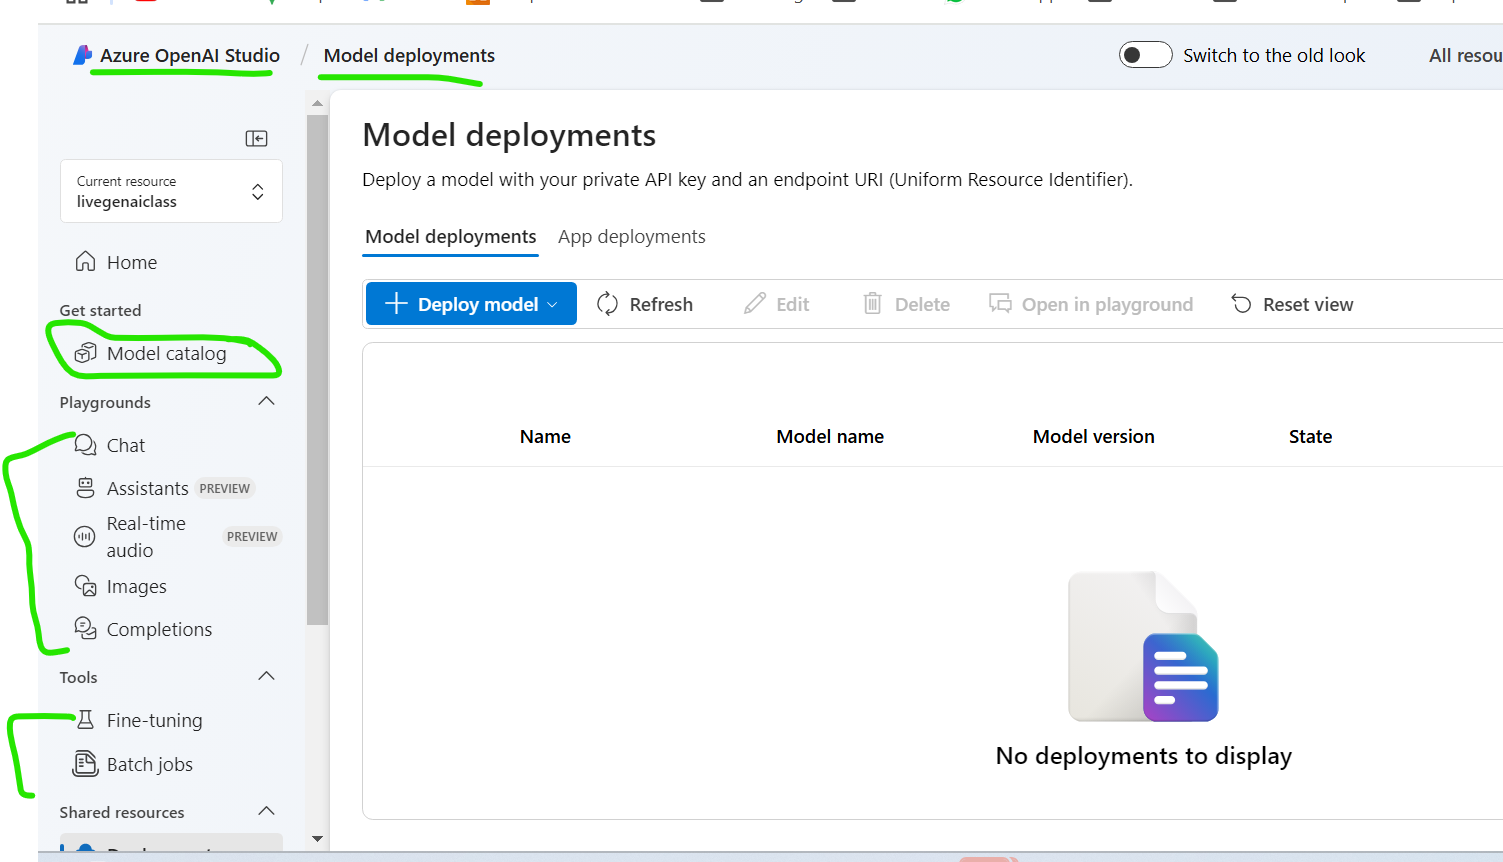 Azure OpenAI Studio / Model deployments
Switch to the old look
All resou
Current resource
livegenaiclass
Home
Get started
Model catalog
Playgrounds
Chat
Assistants PREVIEW
Real-time audio PREVIEW
Images
Completions
Tools
Fine-tuning
Batch jobs
Shared resources
Model deployments
Deploy a model with your private API key and an endpoint URI (Uniform Resource Identifier).
Model deployments App deployments
Deploy model Refresh Edit Delete Open in playground Reset view
Name Model name Model version State
No deployments to display